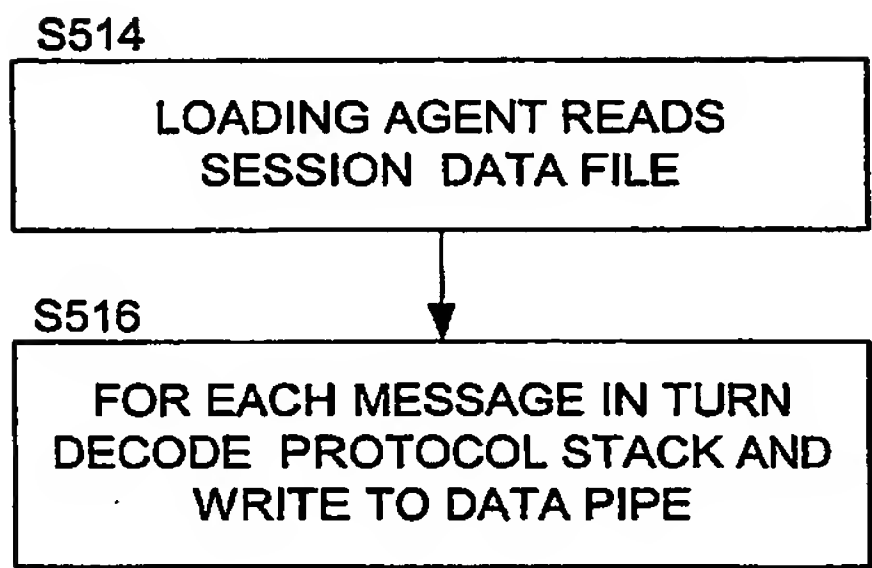 S514
LOADING AGENT READS
SESSION DATA FILE
S516
FOR EACH MESSAGE IN TURN
DECODE PROTOCOL STACK AND
WRITE TO DATA PIPE